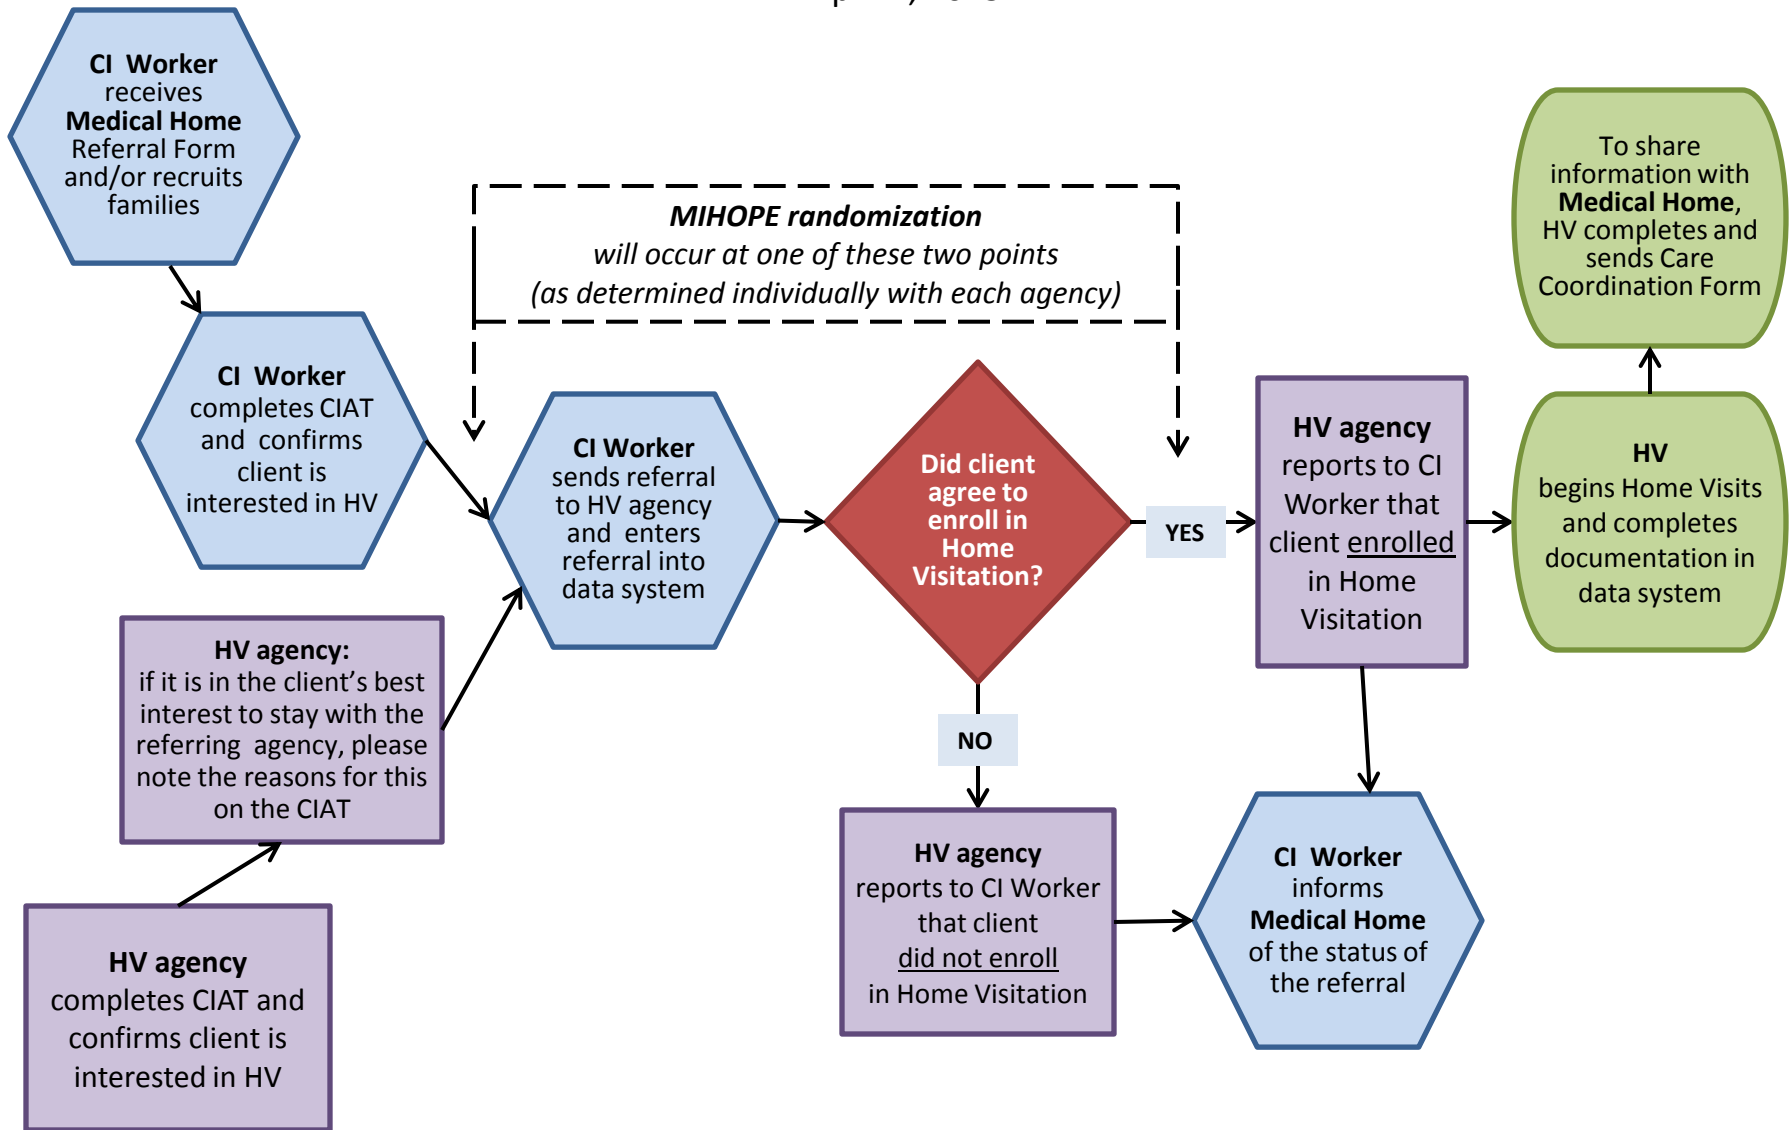 CI Worker
receives
Medical Home
Referral Form
and/or recruits
families
MIHOPE randomization
will occur at one of these two points
(as determined individually with each agency)
To share
information with
Medical Home,
HV completes and
sends Care
Coordination Form
CI Worker
completes CIAT
and confirms
client is
interested in HV
CI Worker
sends referral
to HV agency
and enters
referral into
data system
Did client
agree to
enroll in
Home
Visitation?
YES
HV agency
reports to CI
Worker that
client enrolled
in Home
Visitation
HV
begins Home Visits
and completes
documentation in
data system
HV agency:
if it is in the client’s best
interest to stay with the
referring agency, please
note the reasons for this
on the CIAT
NO
HV agency
reports to CI Worker
that client
did not enroll
in Home Visitation
CI Worker
informs
Medical Home
of the status of
the referral
HV agency
completes CIAT and
confirms client is
interested in HV